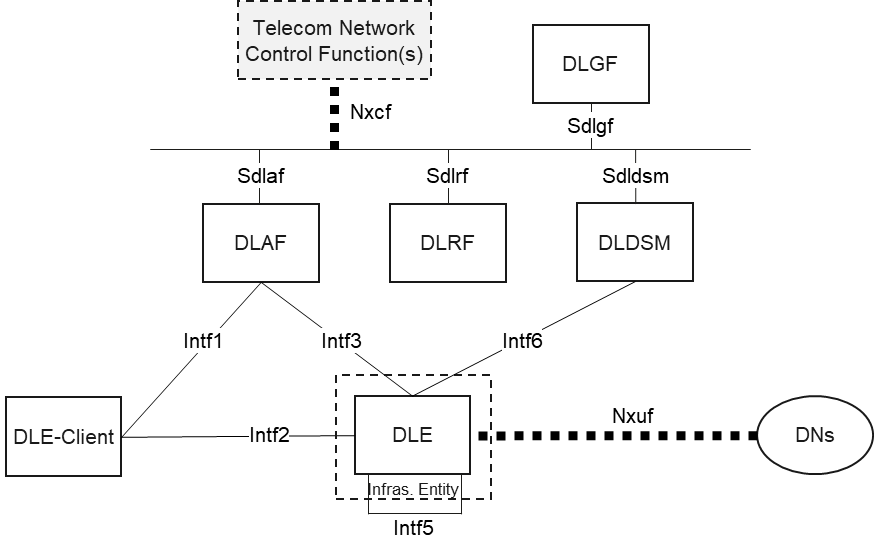 Telecom Network
Control Function(s)
DLGF
Nxcf
Sdlgf
Sdlaf
Sdlrf
Sdldsm
DLAF
DLRF
DLDSM
Intf1
Intf3
Intf6
DLE-Client
Intf2
DLE
Nxuf
DNs
Infras. Entity
Intf5